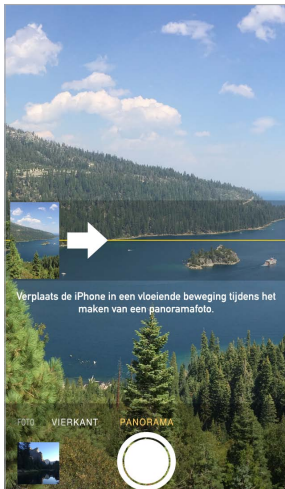 Verplaats de iPhone in een vloeiende beweging tijdens het
maken van een panoramafoto.
FOTO VIERKANT PANORAMA